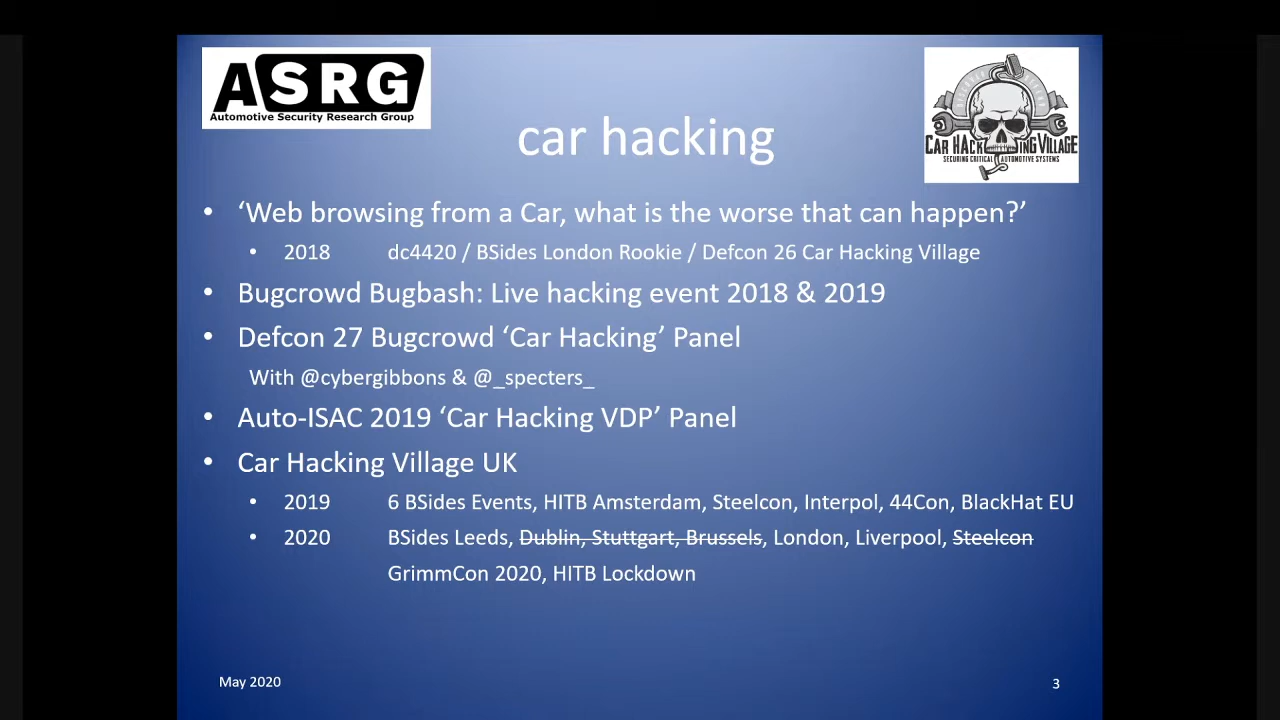 ASRG
Automotive Security Research Group
CAR HACKING VILLAGE
SECURING CRITICAL AUTOMOTIVE SYSTEMS
car hacking
• ‘Web browsing from a Car, what is the worse that can happen?’
• 2018 dc4420 / BSides London Rookie / Defcon 26 Car Hacking Village
• Bugcrowd Bugbash: Live hacking event 2018 & 2019
• Defcon 27 Bugcrowd ‘Car Hacking’ Panel
With @cybergibbons & @_specters_
• Auto-ISAC 2019 ‘Car Hacking VDP’ Panel
• Car Hacking Village UK
• 2019 6 BSides Events, HITB Amsterdam, Steelcon, Interpol, 44Con, BlackHat EU
• 2020 BSides Leeds, Dublin, Stuttgart, Brussels, London, Liverpool, Steelcon
GrimmCon 2020, HITB Lockdown
May 2020
3